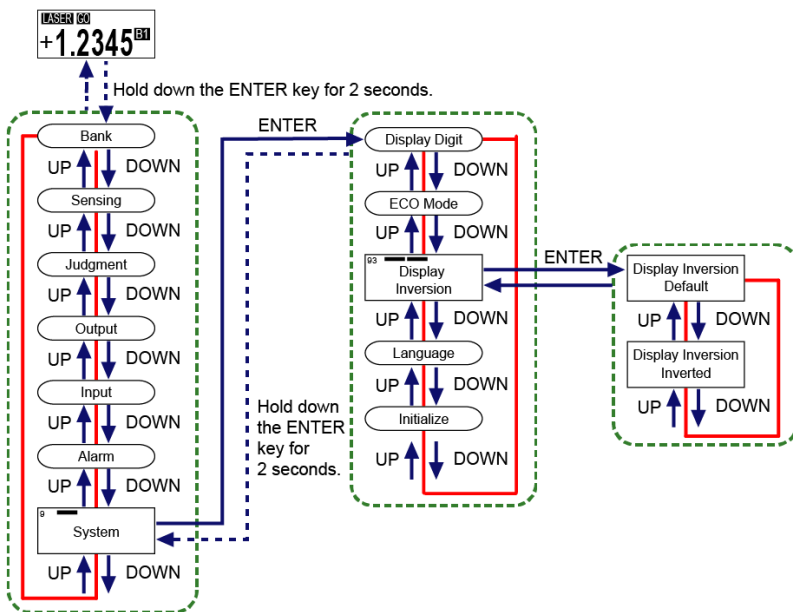 LASER GO
+1.2345 B1
Hold down the ENTER key for 2 seconds.
Bank
UP DOWN
Sensing
UP DOWN
Judgment
UP DOWN
Output
UP DOWN
Input
UP DOWN
Alarm
UP DOWN
9
System
UP DOWN
ENTER
Hold down
the ENTER
key for
2 seconds.
Display Digit
UP DOWN
ECO Mode
UP DOWN
93
Display
Inversion
UP DOWN
Language
UP DOWN
Initialize
UP DOWN
ENTER
Display Inversion
Default
UP DOWN
Display Inversion
Inverted
UP DOWN